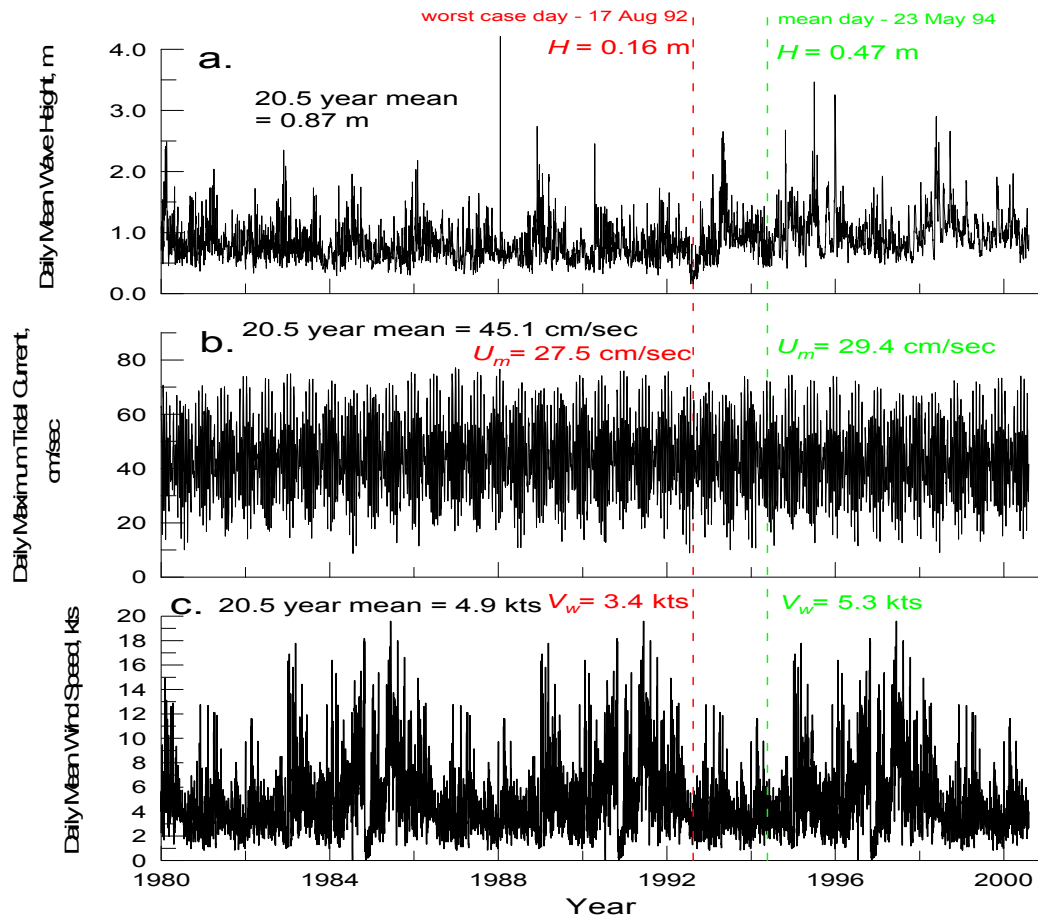 worst case day - 17 Aug 92
mean day - 23 May 94
a.
H = 0.16 m
H = 0.47 m
20.5 year mean
= 0.87 m
Daily Mean Wave Height, m
4.0
3.0
2.0
1.0
0.0
b.
20.5 year mean = 45.1 cm/sec
Um= 27.5 cm/sec
Um= 29.4 cm/sec
Daily Maximum Tidal Current,
cm/sec
80
60
40
20
0
c.
20.5 year mean = 4.9 kts
Vw= 3.4 kts
Vw= 5.3 kts
Daily Mean Wind Speed, kts
20
18
16
14
12
10
8
6
4
2
0
1980 1984 1988 1992 1996 2000
Year